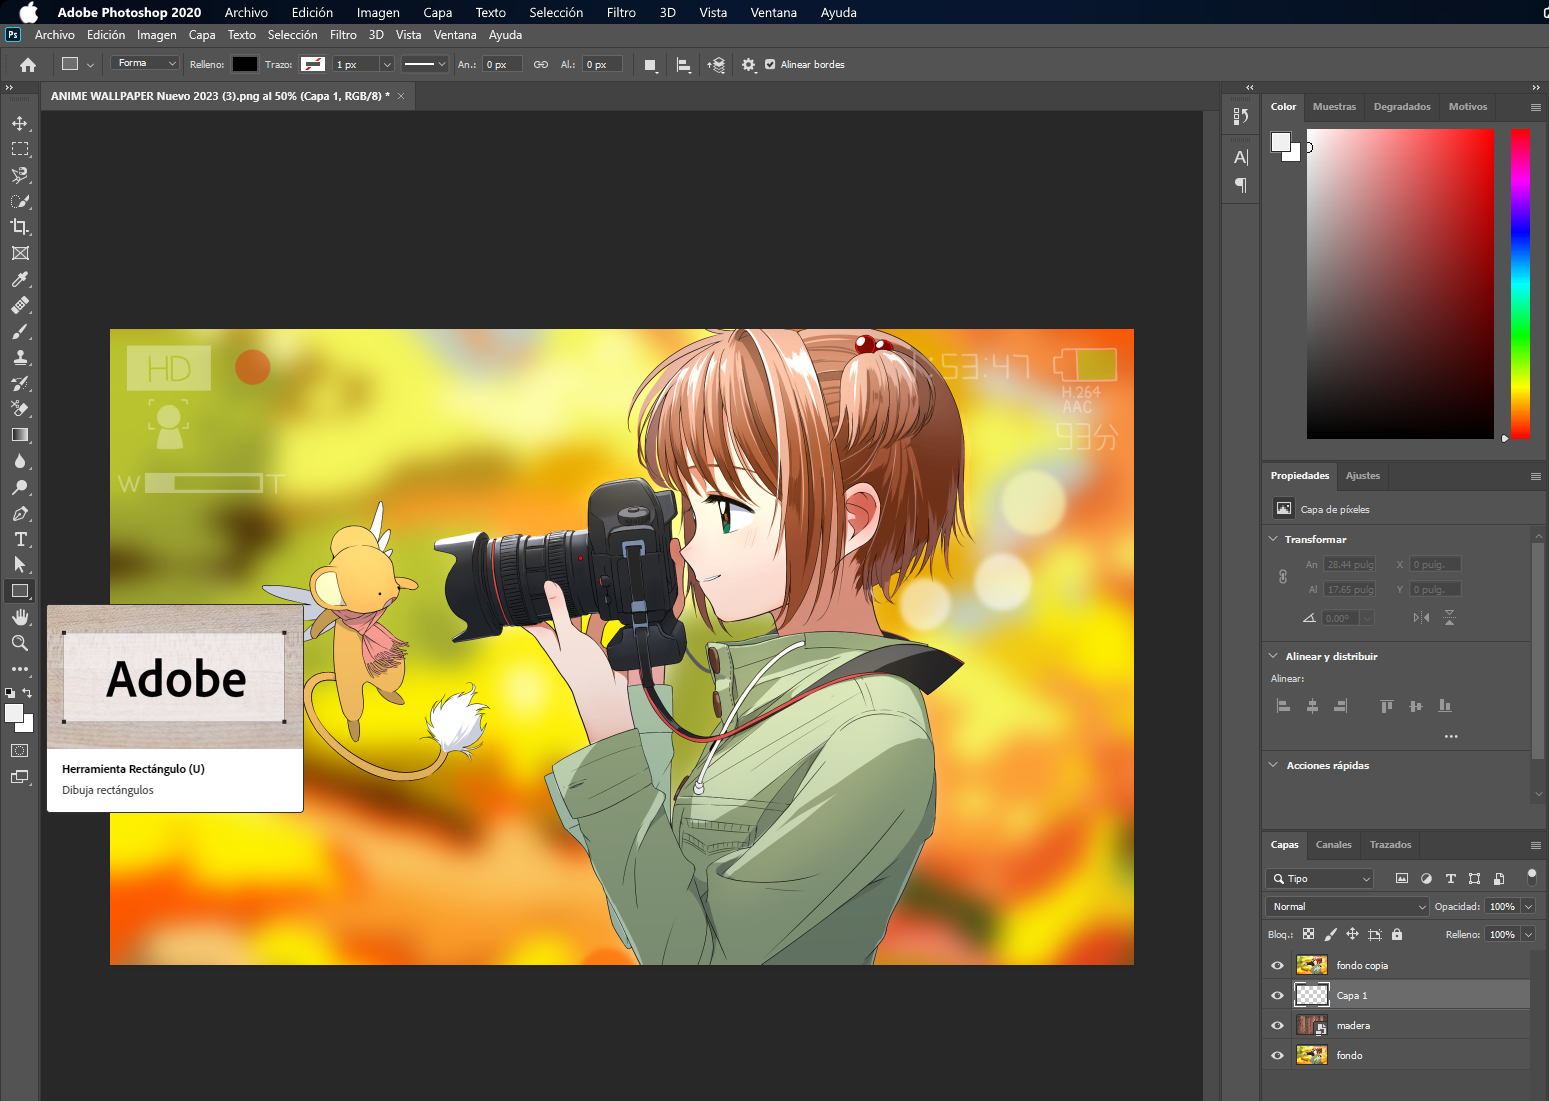 Adobe Photoshop 2020 Archivo Edición Imagen Capa Texto Selección Filtro 3D Vista Ventana Ayuda
Ps Archivo Edición Imagen Capa Texto Selección Filtro 3D Vista Ventana Ayuda
Forma Relleno: Trazo: 1 px An.: 0 px Al.: 0 px Alinear bordes
ANIME WALLPAPER Nuevo 2023 (3).png al 50% (Capa 1, RGB/8) * ×
Color Muestras Degradados Motivos
HD
:53:47
H.264
AAC
93分
W T
Propiedades Ajustes
Capa de píxeles
Transformar
An 28.44 pulg X 0 pulg.
Al 17.65 pulg Y 0 pulg.
0.00°
Alinear y distribuir
Alinear:
Acciones rápidas
Adobe
Herramienta Rectángulo (U)
Dibuja rectángulos
Capas Canales Trazados
Tipo
Normal Opacidad: 100%
Bloq.: Relleno: 100%
fondo copia
Capa 1
madera
fondo